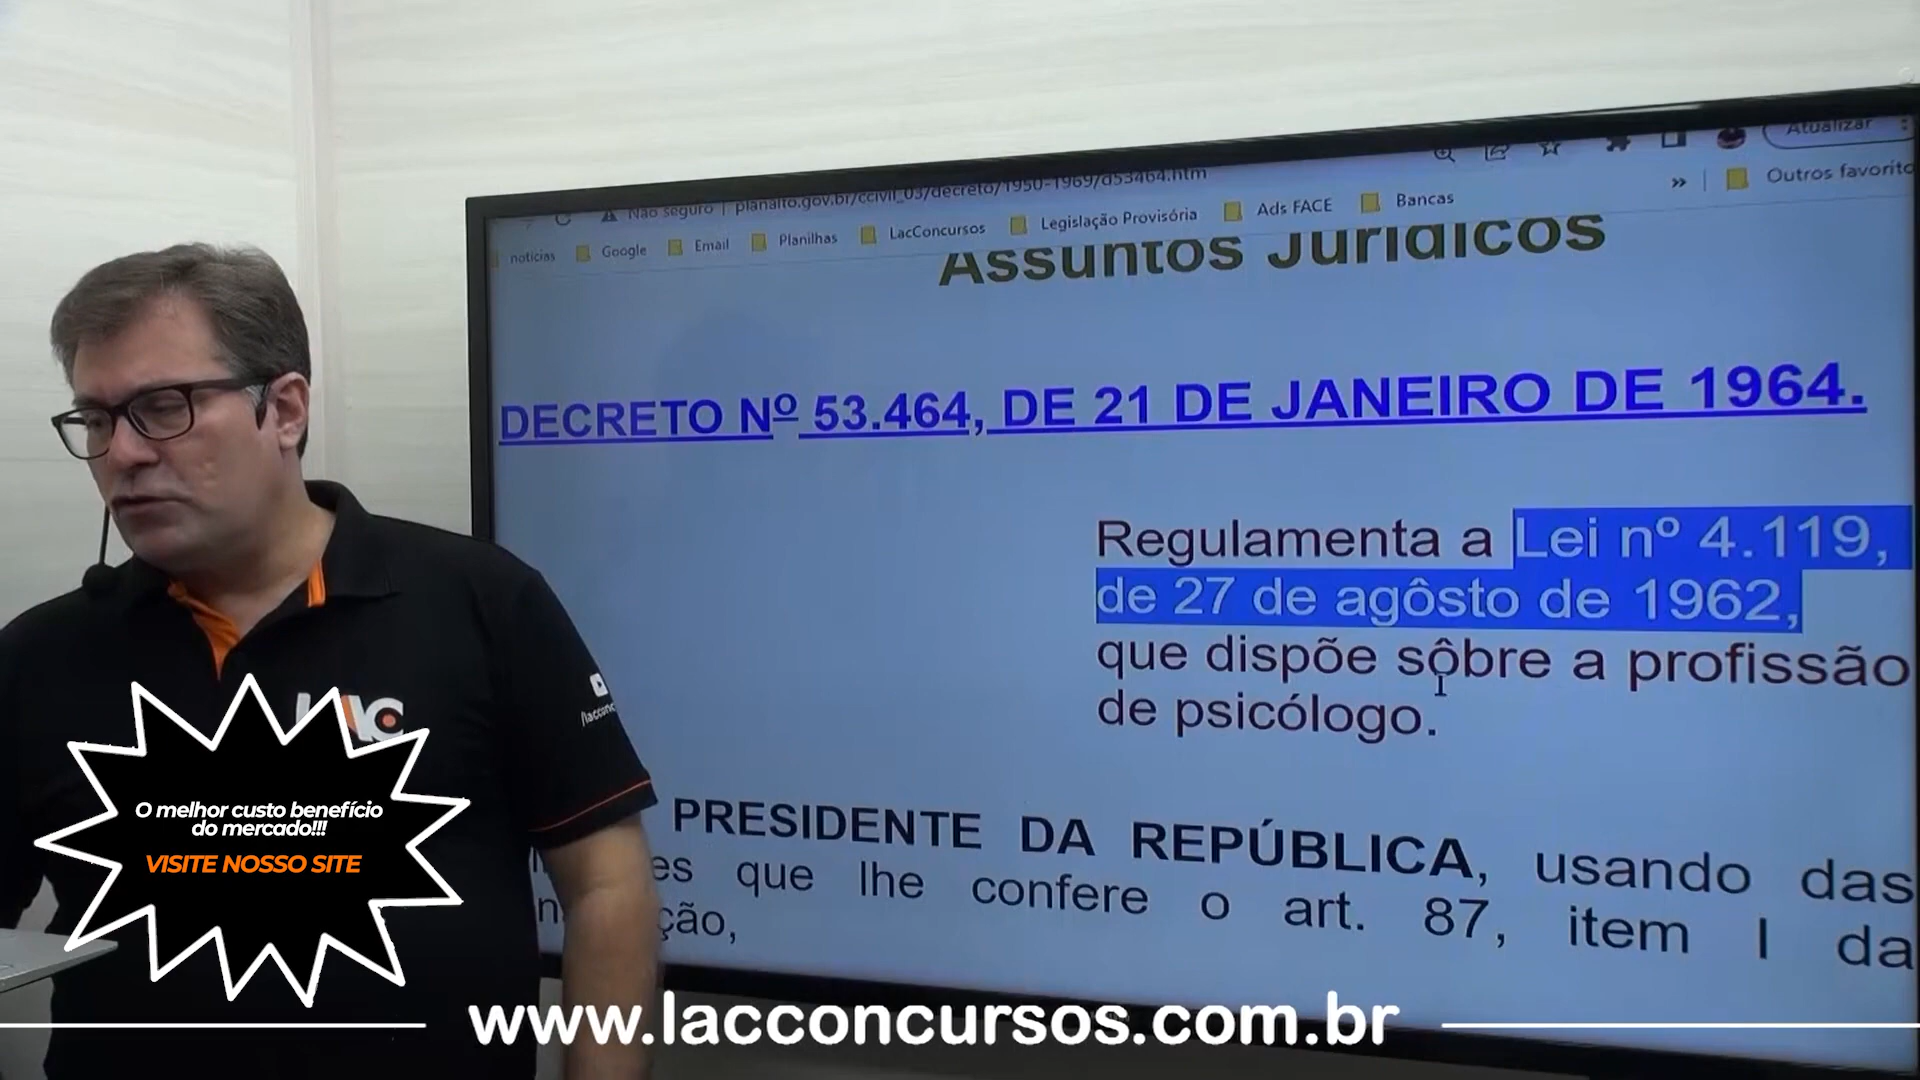 Atualizar
Não seguro | planalto.gov.br/ccivil_03/decreto/1950-1969/d53464.htm
» | Outros favorito
notícias Google Email Planilhas LacConcursos Legislação Provisória Ads FACE Bancas
Assuntos Jurídicos
DECRETO Nº 53.464, DE 21 DE JANEIRO DE 1964.
Regulamenta a Lei nº 4.119,
de 27 de agôsto de 1962,
que dispõe sôbre a profissão
de psicólogo.
PRESIDENTE DA REPÚBLICA, usando das
es que lhe confere o art. 87, item I da
ção,
LAC
/lacconc
O melhor custo benefício
do mercado!!!
VISITE NOSSO SITE
www.lacconcursos.com.br